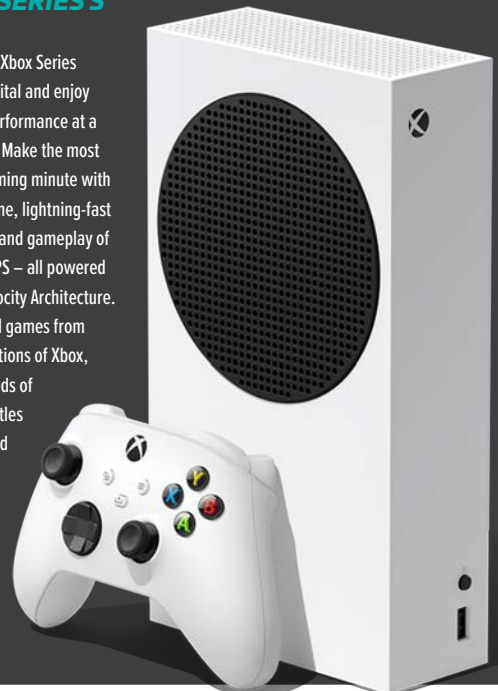 SERIES S
Xbox Series
ital and enjoy
rformance at a
Make the most
ming minute with
ne, lightning-fast
and gameplay of
PS – all powered
ocity Architecture.
l games from
tions of Xbox,
ds of
tles
d
Y
X
B
A